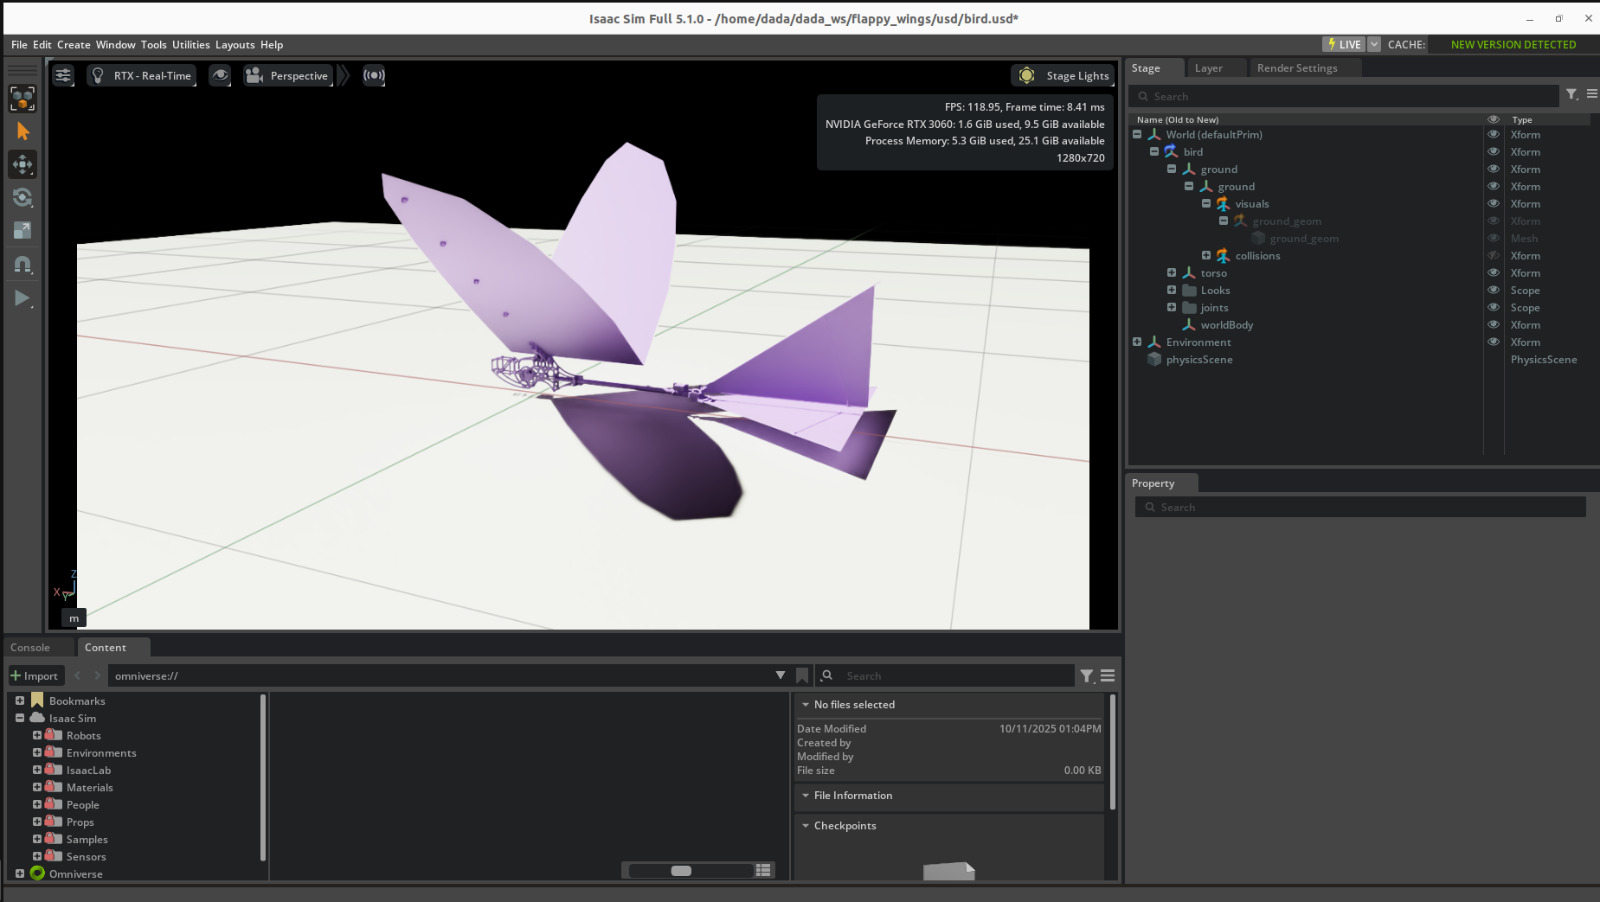 Isaac Sim Full 5.1.0 - /home/dada/dada_ws/flappy_wings/usd/bird.usd*
File Edit Create Window Tools Utilities Layouts Help
LIVE CACHE: NEW VERSION DETECTED
RTX - Real-Time Perspective Stage Lights
FPS: 118.95, Frame time: 8.41 ms
NVIDIA GeForce RTX 3060: 1.6 GiB used, 9.5 GiB available
Process Memory: 5.3 GiB used, 25.1 GiB available
1280x720
Z
X
Y
m
Stage Layer Render Settings
Search
Name (Old to New) Type
World (defaultPrim) Xform
bird Xform
ground Xform
ground Xform
visuals Xform
ground_geom Xform
ground_geom Mesh
collisions Xform
torso Xform
Looks Scope
joints Scope
worldBody Xform
Environment Xform
physicsScene PhysicsScene
Property
Search
Console Content
Import omniverse:// Search
Bookmarks
Isaac Sim
Robots
Environments
IsaacLab
Materials
People
Props
Samples
Sensors
Omniverse
No files selected
Date Modified 10/11/2025 01:04PM
Created by
Modified by
File size 0.00 KB
File Information
Checkpoints